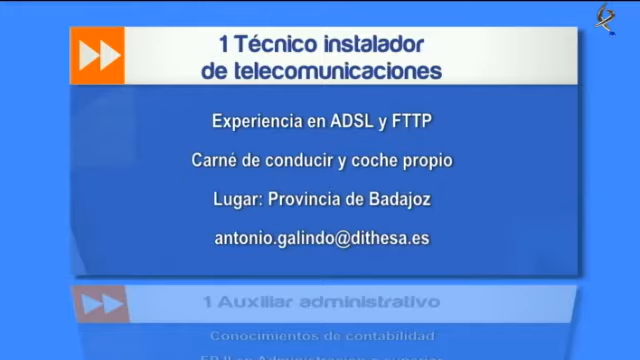 1 Técnico instalador
de telecomunicaciones
Experiencia en ADSL y FTTP
Carné de conducir y coche propio
Lugar: Provincia de Badajoz
antonio.galindo@dithesa.es
1 Auxiliar administrativo
Conocimientos de contabilidad